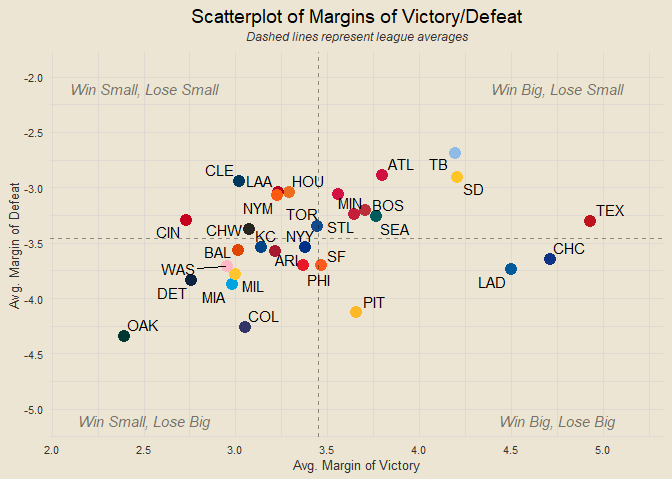 Scatterplot of Margins of Victory/Defeat
Dashed lines represent league averages
Win Small, Lose Small
Win Big, Lose Small
-2.0
-2.5
-3.0
-3.5
-4.0
-4.5
-5.0
Avg. Margin of Defeat
CLE
LAA
HOU
ATL
TB
SD
NYM
TOR
MIN
BOS
TEX
CIN
CHW
KC
NYY
STL
SEA
BAL
ARI
SF
CHC
WAS
PHI
LAD
DET
MIA
MIL
PIT
OAK
COL
Win Small, Lose Big
Win Big, Lose Big
2.0
2.5
3.0
3.5
4.0
4.5
5.0
Avg. Margin of Victory